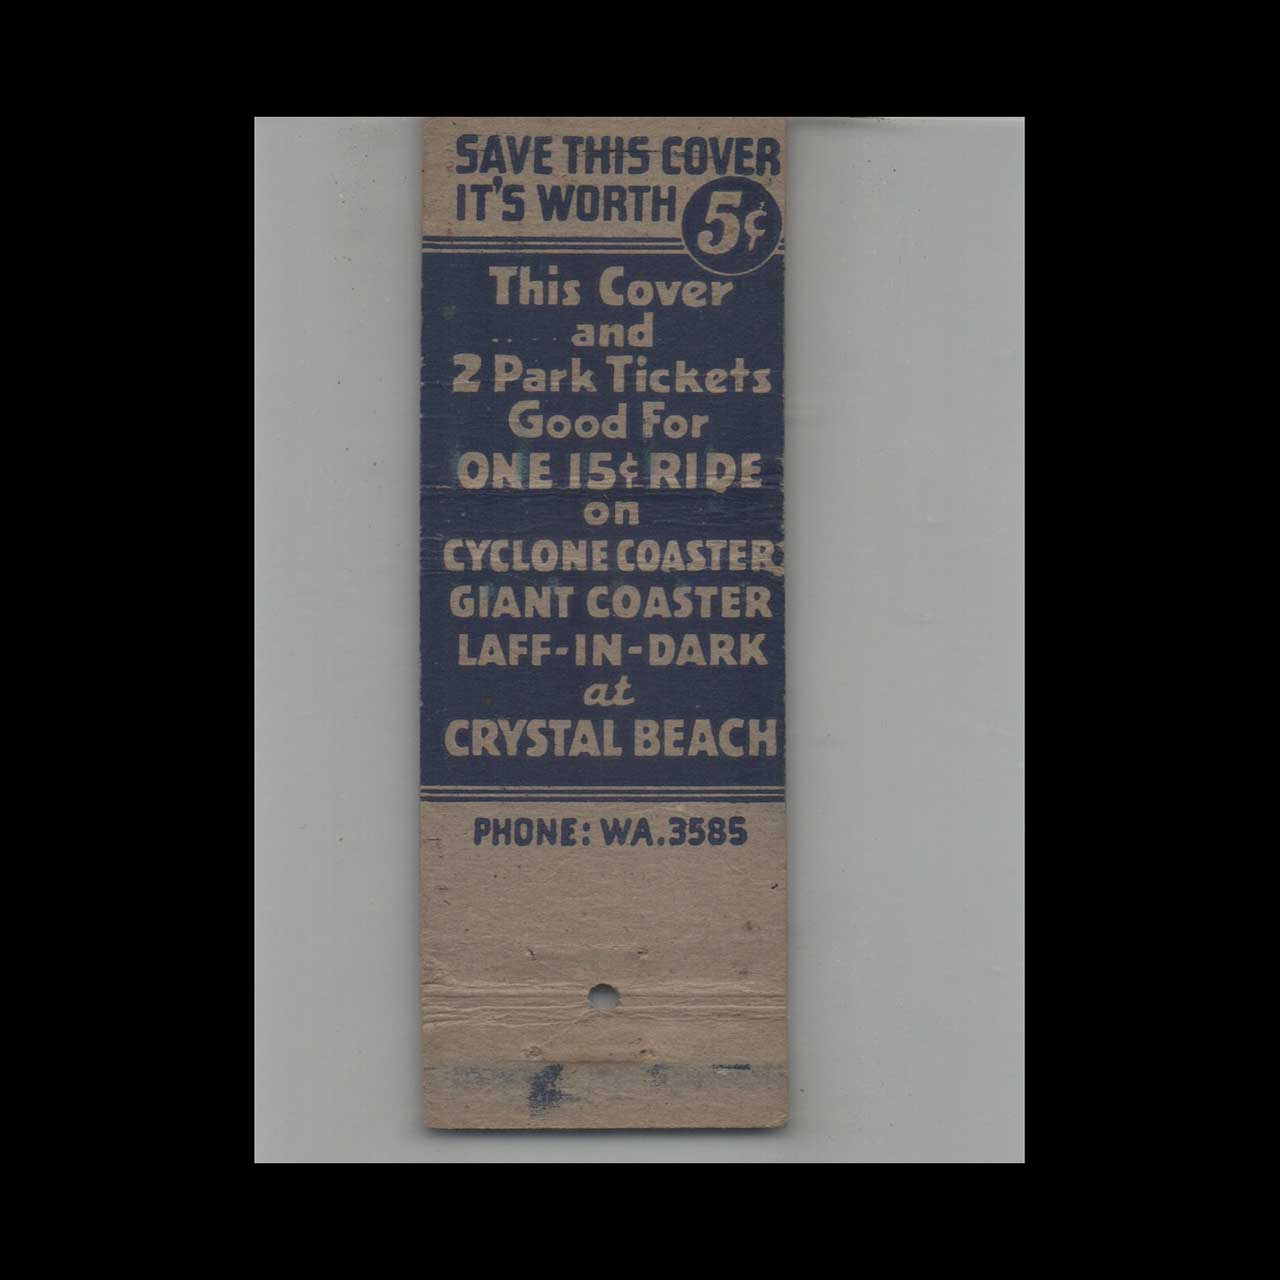 SAVE THIS COVER
IT'S WORTH 5¢
This Cover
and
2 Park Tickets
Good For
ONE 15¢ RIDE
on
CYCLONE COASTER
GIANT COASTER
LAFF-IN-DARK
at
CRYSTAL BEACH
PHONE: WA.3585